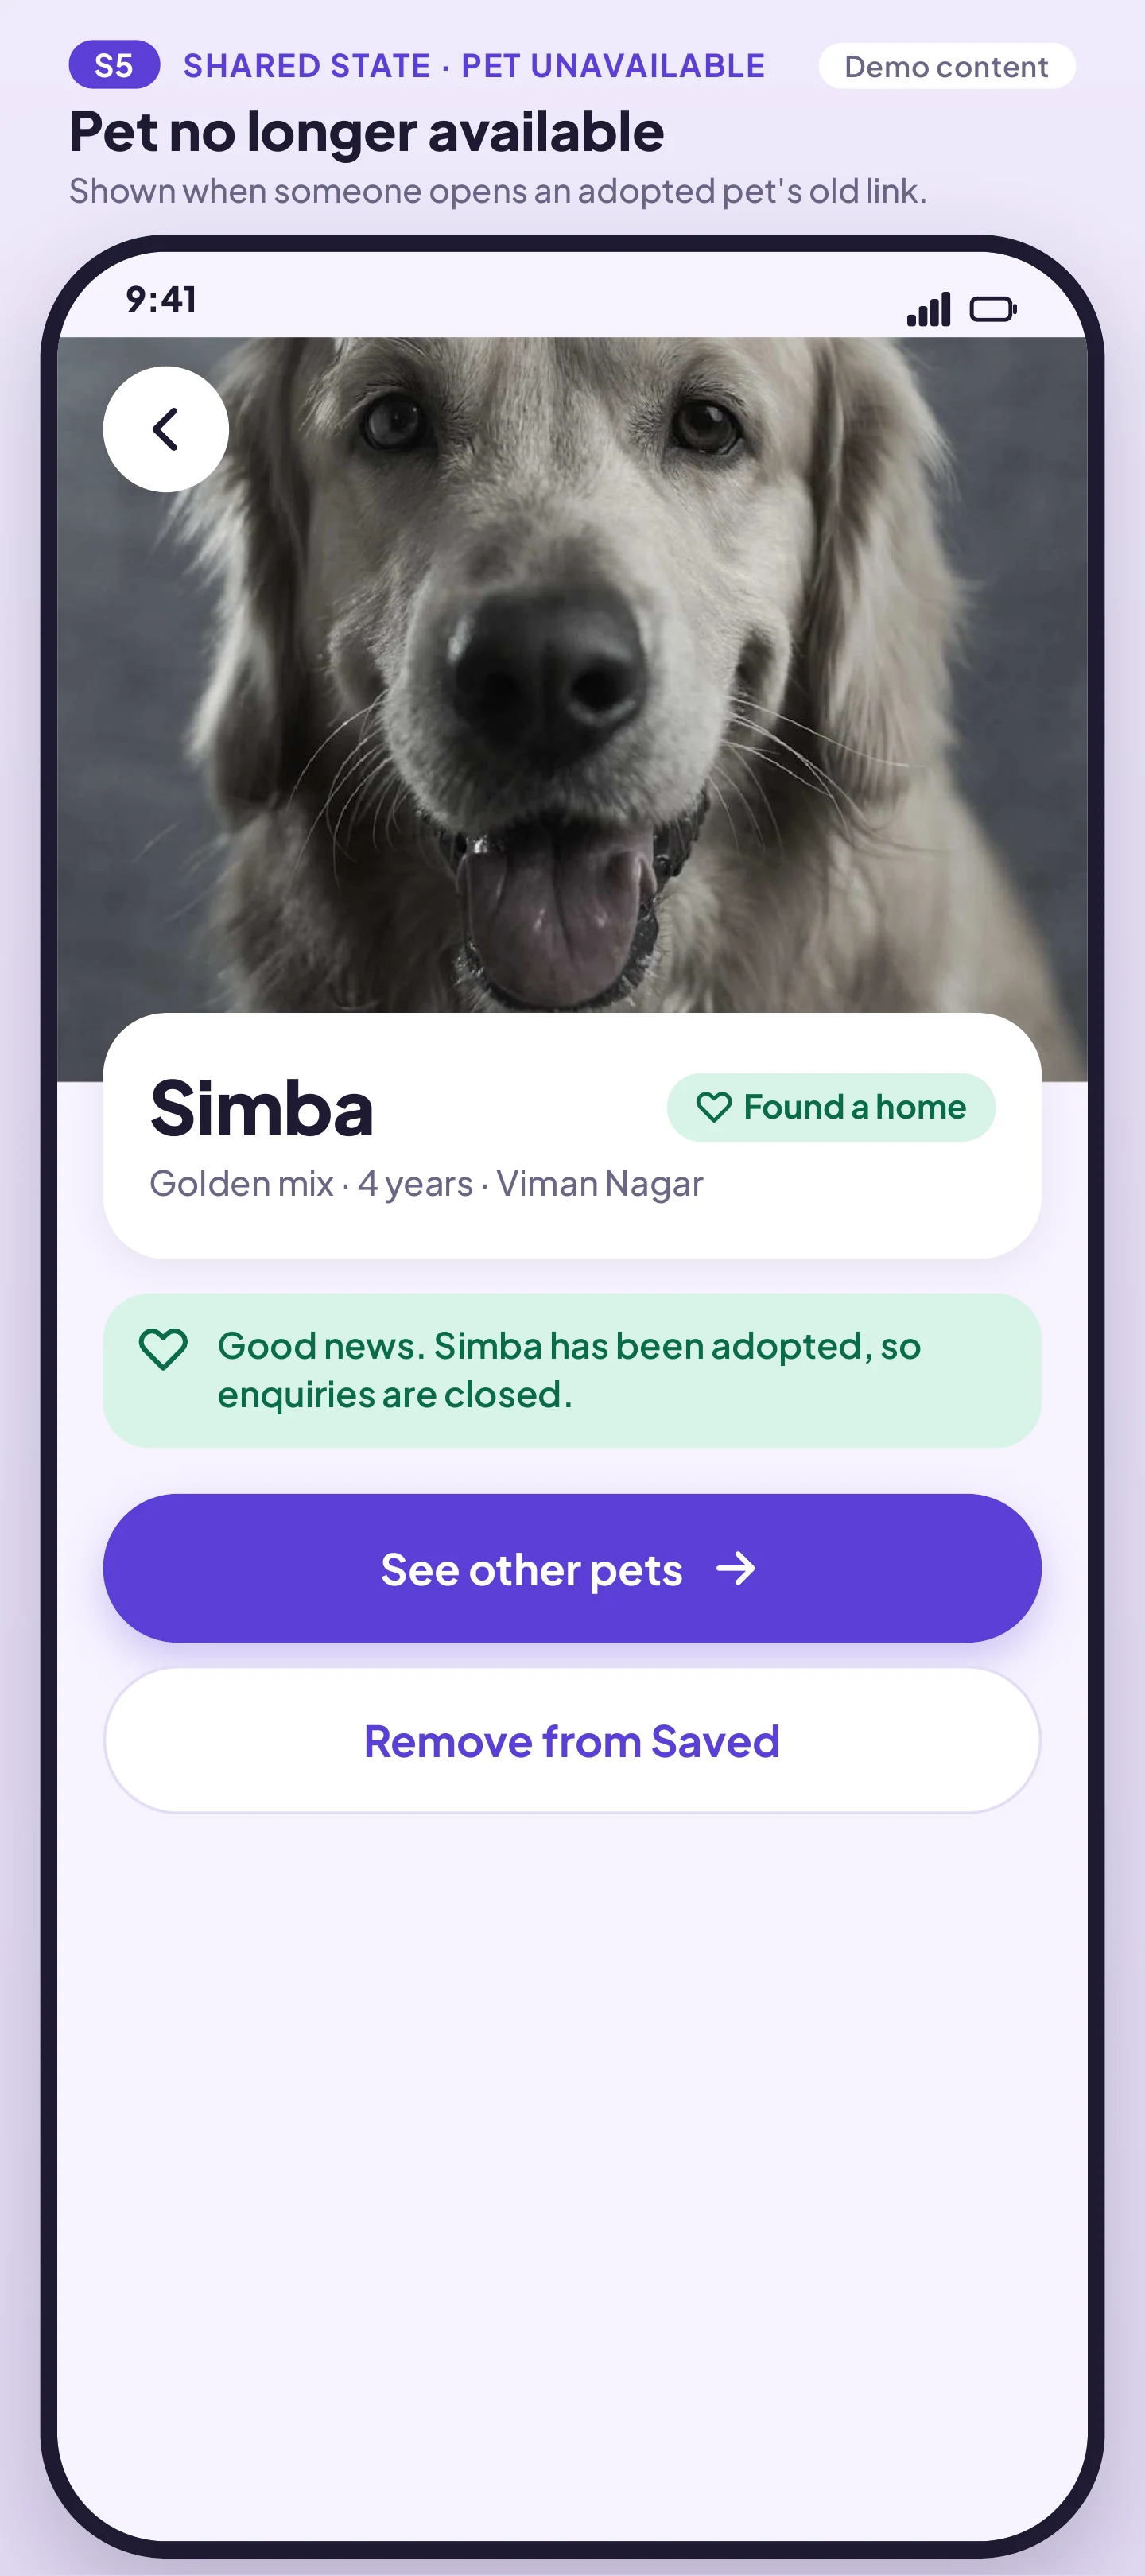 S5 SHARED STATE · PET UNAVAILABLE Demo content
Pet no longer available
Shown when someone opens an adopted pet's old link.
9:41
Simba
Found a home
Golden mix · 4 years · Viman Nagar
Good news. Simba has been adopted, so
enquiries are closed.
See other pets →
Remove from Saved